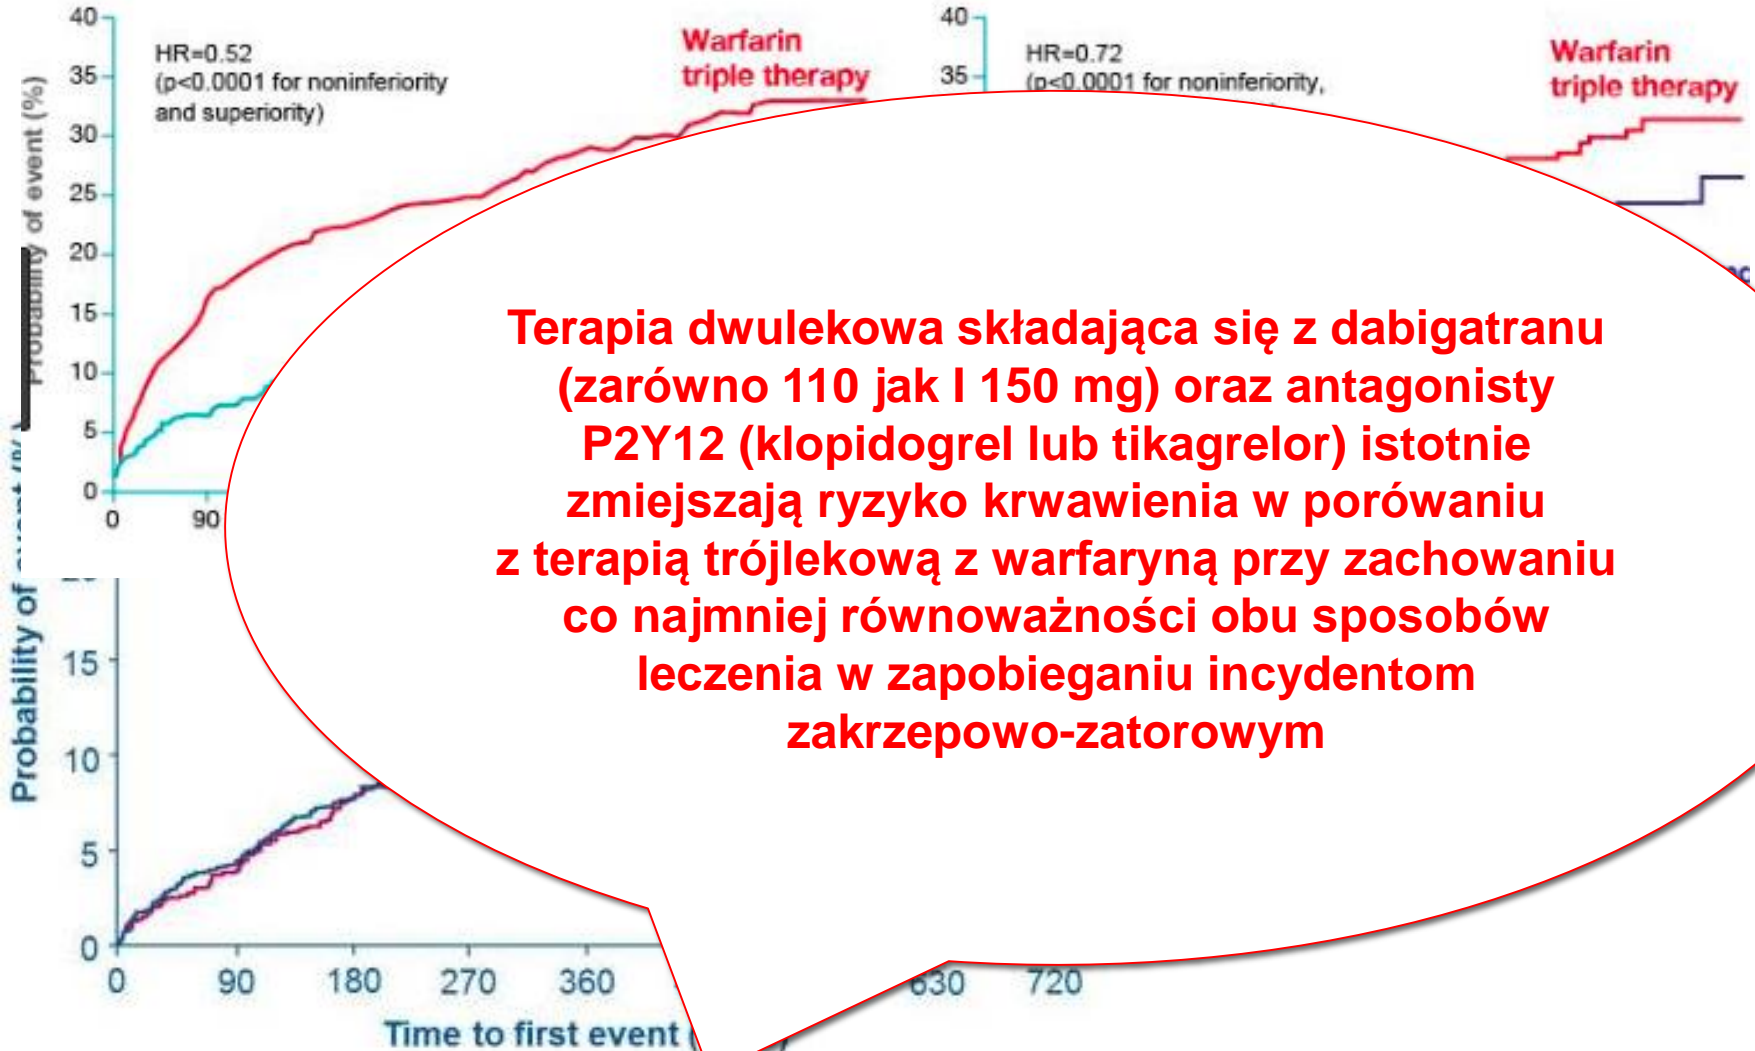 40
35
30
25
20
15
10
5
0
0
90
Probability of event (%)
HR=0.52
(p<0.0001 for noninferiority
and superiority)
Warfarin
triple therapy
40
35
HR=0.72
(p<0.0001 for noninferiority,
Warfarin
triple therapy
Terapia dwulekowa składająca się z dabigatranu
(zarówno 110 jak I 150 mg) oraz antagonisty
P2Y12 (klopidogrel lub tikagrelor) istotnie
zmiejszają ryzyko krwawienia w porówaniu
z terapią trójlekową z warfaryną przy zachowaniu
co najmniej równoważności obu sposobów
leczenia w zapobieganiu incydentom
zakrzepowo-zatorowym
Probability of event (%)
15
10
5
0
0
90
180
270
360
630
720
Time to first event (